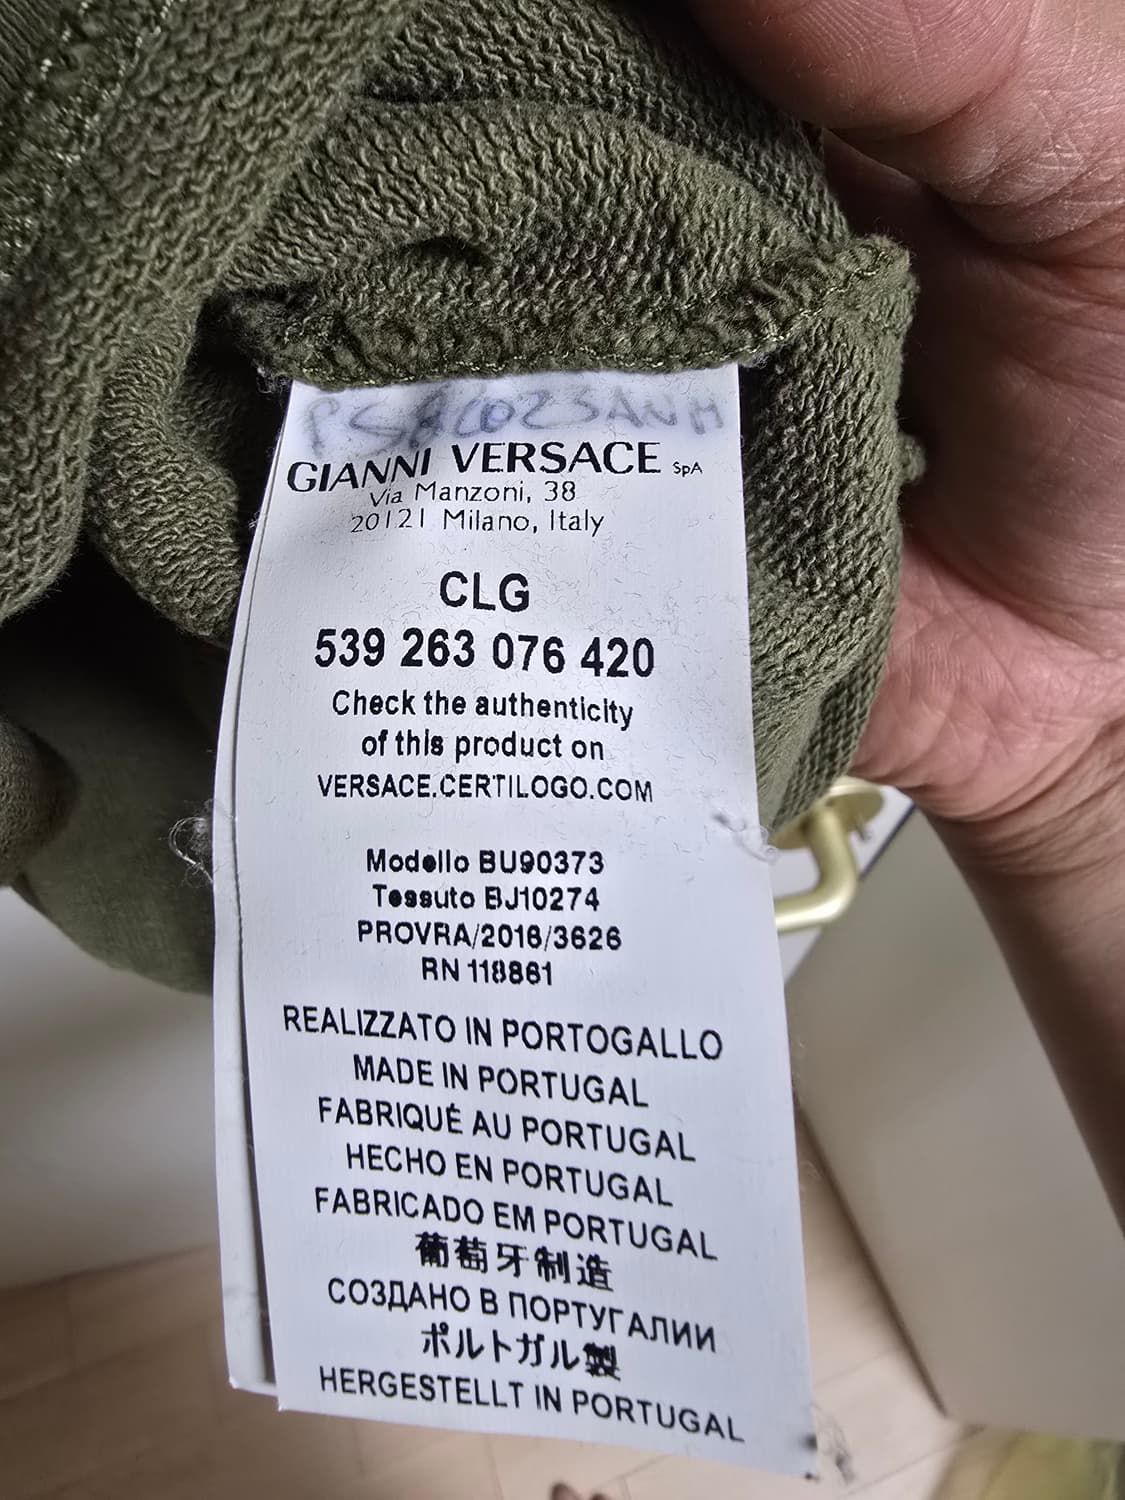 GIANNI VERSACE SpA
Via Manzoni, 38
20121 Milano, Italy
CLG
539 263 076 420
Check the authenticity
of this product on
VERSACE.CERTILOGO.COM
Modello BU90373
Tessuto BJ10274
PROVRA/2016/3626
RN 118861
REALIZZATO IN PORTOGALLO
MADE IN PORTUGAL
FABRIQUÉ AU PORTUGAL
HECHO EN PORTUGAL
FABRICADO EM PORTUGAL
葡萄牙制造
СОЗДАНО В ПОРТУГАЛИИ
ポルトガル製
HERGESTELLT IN PORTUGAL